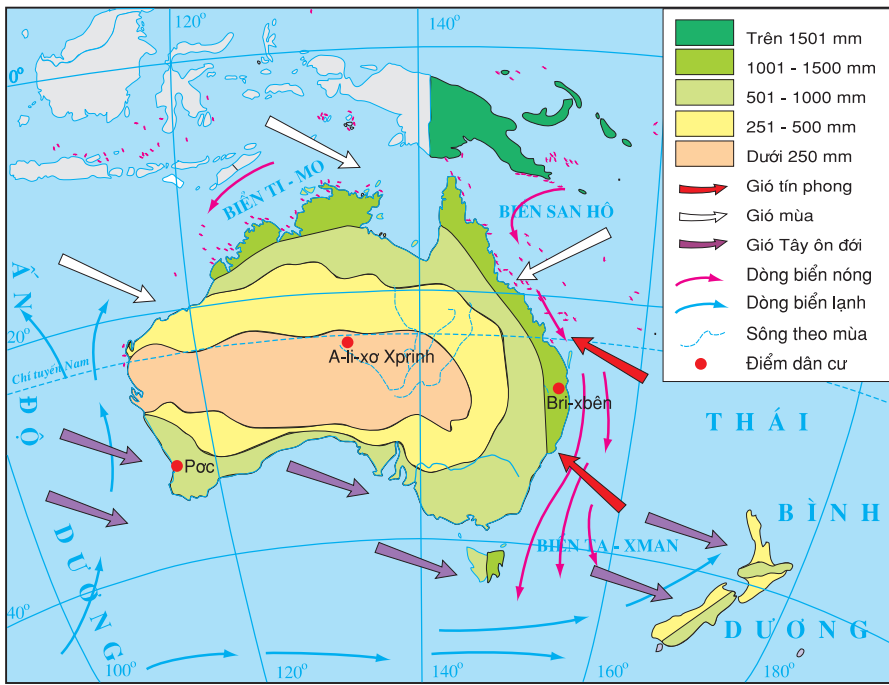 120°
140°
0°
Trên 1501 mm
1001 - 1500 mm
501 - 1000 mm
251 - 500 mm
Dưới 250 mm
Gió tín phong
Gió mùa
Gió Tây ôn đới
Dòng biển nóng
Dòng biển lạnh
Sông theo mùa
Điểm dân cư
BIỂN TI - MO
BIỂN SAN HÔ
ẤN
ĐỘ
DƯƠNG
20°
Chí tuyến Nam
A-li-xơ Xprinh
Bri-xbên
Pơc
THÁI
BÌNH
DƯƠNG
BIỂN TA - XMAN
40°
100°
120°
140°
160°
180°